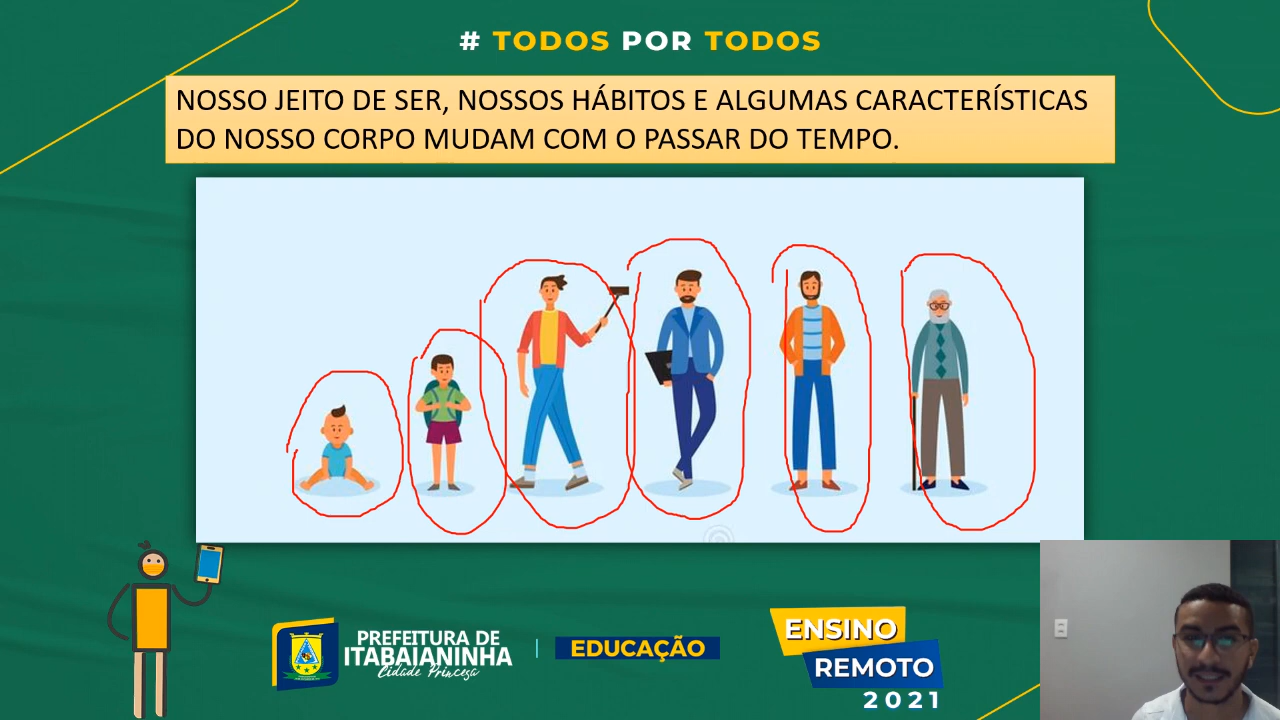 # TODOS POR TODOS
NOSSO JEITO DE SER, NOSSOS HÁBITOS E ALGUMAS CARACTERÍSTICAS
DO NOSSO CORPO MUDAM COM O PASSAR DO TEMPO.
PREFEITURA DE
ITABAIANINHA
Cidade Princesa
EDUCAÇÃO
ENSINO
REMOTO
2021